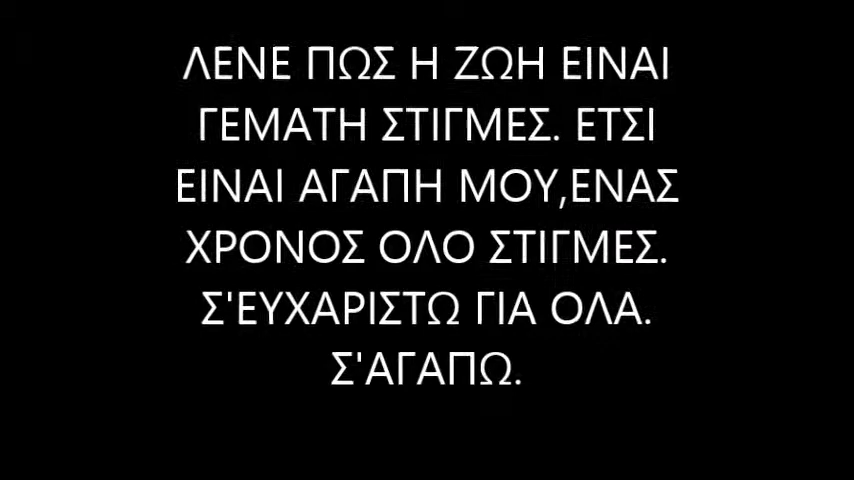 ΛΕΝΕ ΠΩΣ Η ΖΩΗ ΕΙΝΑΙ
ΓΕΜΑΤΗ ΣΤΙΓΜΕΣ. ΕΤΣΙ
ΕΙΝΑΙ ΑΓΑΠΗ ΜΟΥ,ΕΝΑΣ
ΧΡΟΝΟΣ ΟΛΟ ΣΤΙΓΜΕΣ.
Σ'ΕΥΧΑΡΙΣΤΩ ΓΙΑ ΟΛΑ.
Σ'ΑΓΑΠΩ.